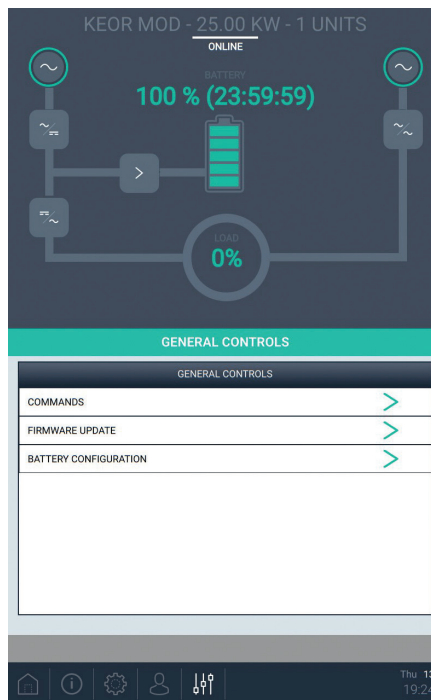 KEOR MOD - 25.00 KW - 1 UNITS
ONLINE
BATTERY
100 % (23:59:59)
LOAD
0%
GENERAL CONTROLS
GENERAL CONTROLS
COMMANDS
FIRMWARE UPDATE
BATTERY CONFIGURATION
Thu